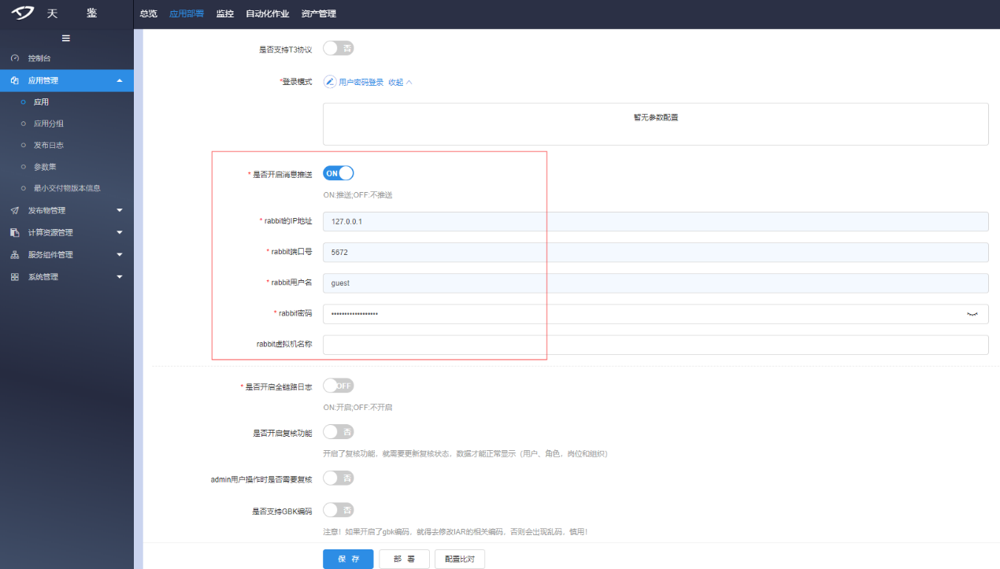 天 鉴
总览 应用部署 监控 自动化作业 资产管理
控制台
应用管理
应用
应用分组
发布日志
参数集
最小交付物版本信息
发布物管理
计算资源管理
服务组件管理
系统管理
是否支持T3协议 否
*登录模式 用户密码登录 收起
暂无参数配置
* 是否开启消息推送 ON
ON:推送;OFF:不推送
* rabbit的IP地址 127.0.0.1
* rabbit端口号 5672
* rabbit用户名 guest
* rabbit密码 ••••••••••••••••••
rabbit虚拟机名称
* 是否开启全链路日志 OFF
ON:开启;OFF:不开启
是否开启复核功能 否
开启了复核功能，就需要更新复核状态，数据才能正常显示（用户、角色，岗位和组织）
admin用户操作时是否需要复核 否
是否支持GBK编码 否
注意！如果开启了gbk编码，就得去修改IAR的相关编码，否则会出现乱码，慎用！
保 存 部 署 配置比对